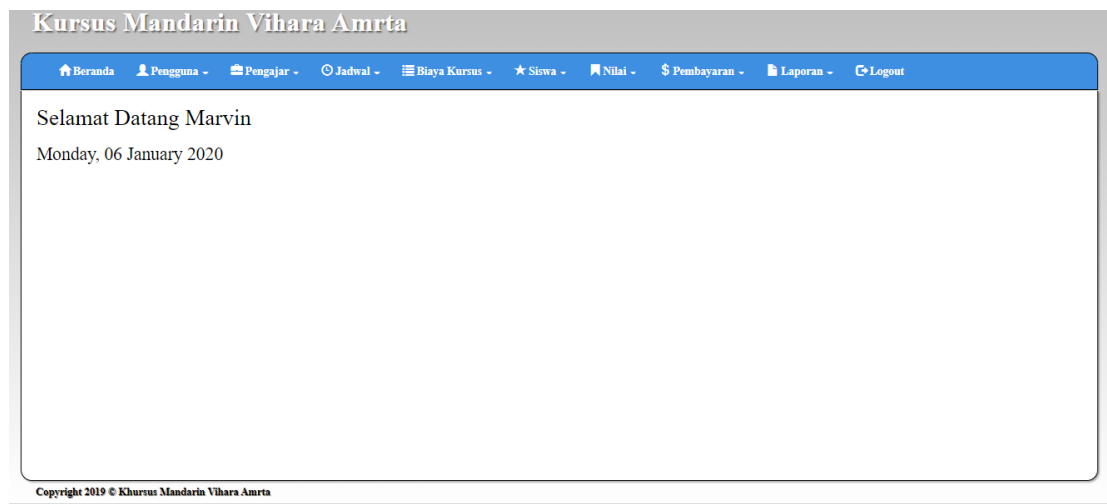 Kursus Mandarin Vihara Amrta
Beranda Pengguna Pengajar Jadwal Biaya Kursus Siswa Nilai $ Pembayaran Laporan Logout
Selamat Datang Marvin
Monday, 06 January 2020
Copyright 2019 © Khursus Mandarin Vihara Amrta